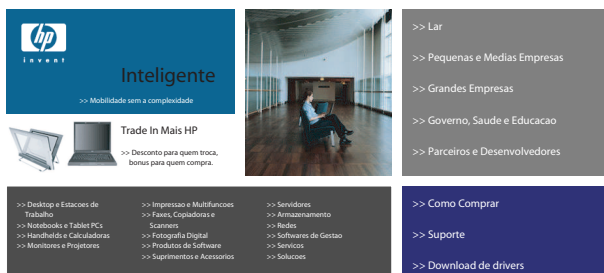 hp
invent
Inteligente
>> Mobilidade sem a complexidade
Trade In Mais HP
>> Desconto para quem troca,
bonus para quem compra.
>> Lar
>> Pequenas e Medias Empresas
>> Grandes Empresas
>> Governo, Saude e Educacao
>> Parceiros e Desenvolvedores
>> Desktop e Estacoes de
Trabalho
>> Notebooks e Tablet PCs
>> Handhelds e Calculadoras
>> Monitores e Projetores
>> Impressao e Multifuncoes
>> Faxes, Copiadoras e
Scanners
>> Fotografia Digital
>> Produtos de Software
>> Suprimentos e Acessorios
>> Servidores
>> Armazenamento
>> Redes
>> Softwares de Gestao
>> Servicos
>> Solucoes
>> Como Comprar
>> Suporte
>> Download de drivers